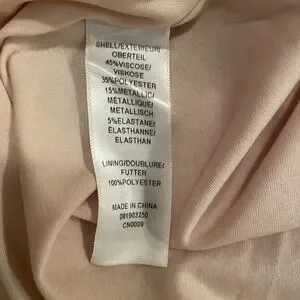 SHELL/EXTERIEUR/
OBERTEIL
45%VISCOSE/
VISKOSE
35%POLYESTER
15%METALLIC/
MÉTALLIQUE/
METALLISCH
5%ELASTANE/
ÉLASTHANNE/
ELASTHAN
LINING/DOUBLURE/
FUTTER
100%POLYESTER
MADE IN CHINA
081903250
CN0009